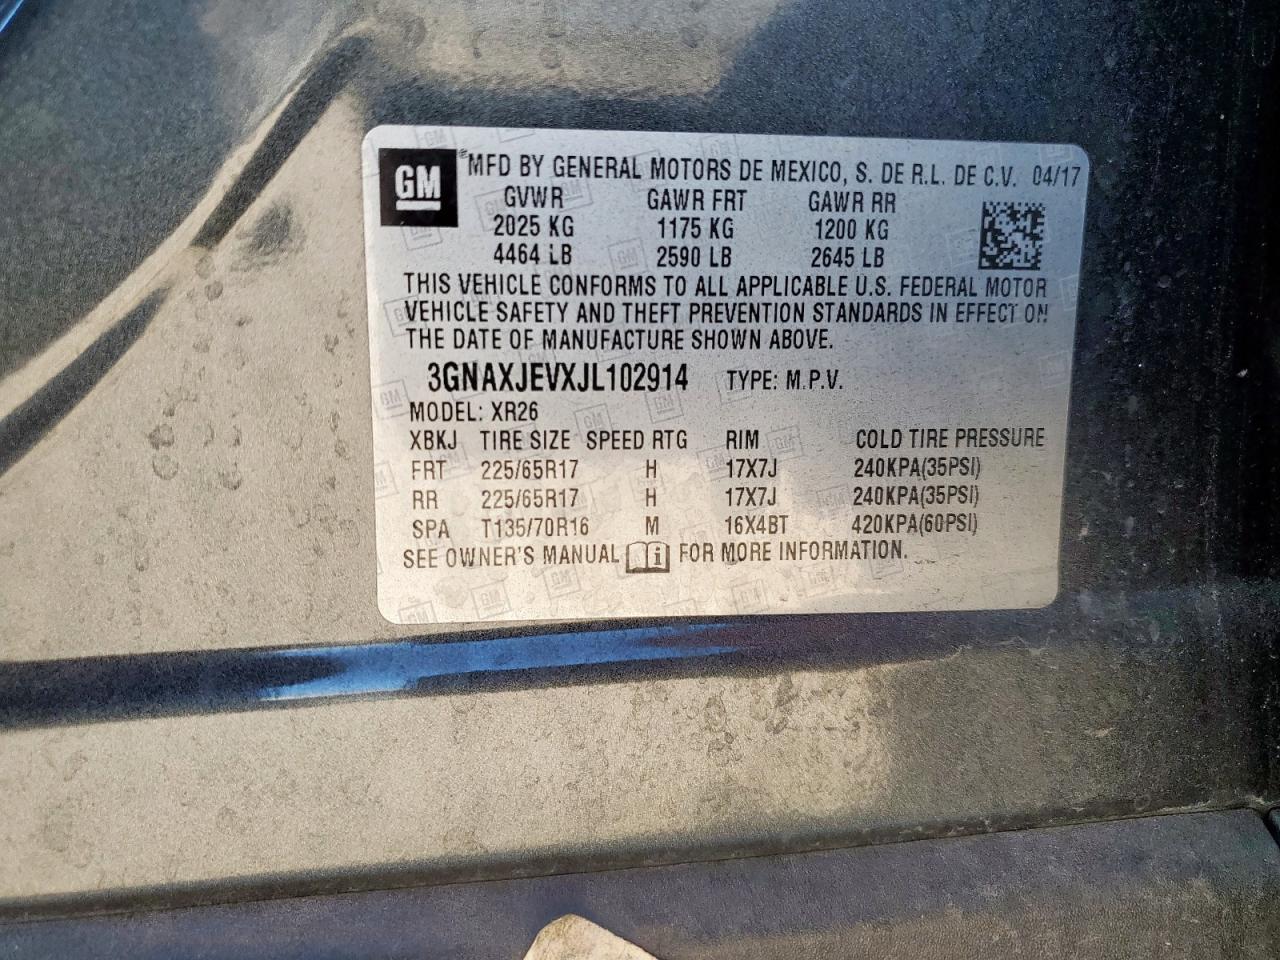 GM
MFD BY GENERAL MOTORS DE MEXICO, S. DE R.L. DE C.V. 04/17
GVWR GAWR FRT GAWR RR
2025 KG 1175 KG 1200 KG
4464 LB 2590 LB 2645 LB
THIS VEHICLE CONFORMS TO ALL APPLICABLE U.S. FEDERAL MOTOR
VEHICLE SAFETY AND THEFT PREVENTION STANDARDS IN EFFECT ON
THE DATE OF MANUFACTURE SHOWN ABOVE.
3GNAXJEVXJL102914 TYPE: M.P.V.
MODEL: XR26
XBKJ TIRE SIZE SPEED RTG RIM COLD TIRE PRESSURE
FRT 225/65R17 H 17X7J 240KPA(35PSI)
RR 225/65R17 H 17X7J 240KPA(35PSI)
SPA T135/70R16 M 16X4BT 420KPA(60PSI)
SEE OWNER'S MANUAL FOR MORE INFORMATION.